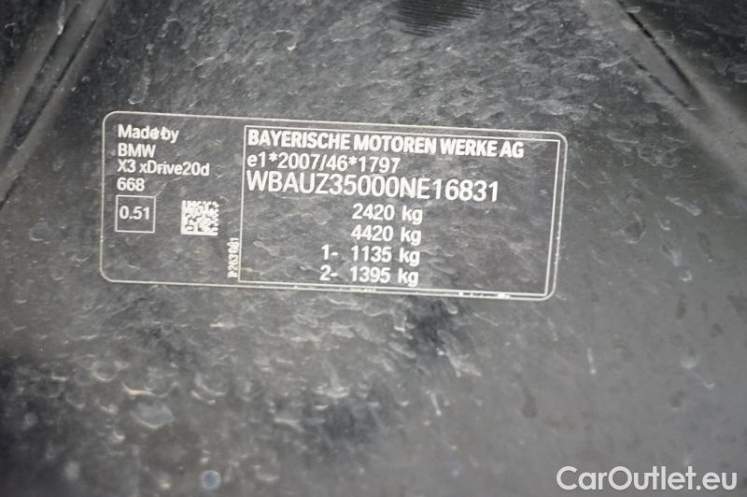 Made by
BMW
X3 xDrive20d
668
0.51
BAYERISCHE MOTOREN WERKE AG
e1*2007/46*1797
WBAUZ35000NE16831
2420 kg
4420 kg
1- 1135 kg
2- 1395 kg
CarOutlet.eu